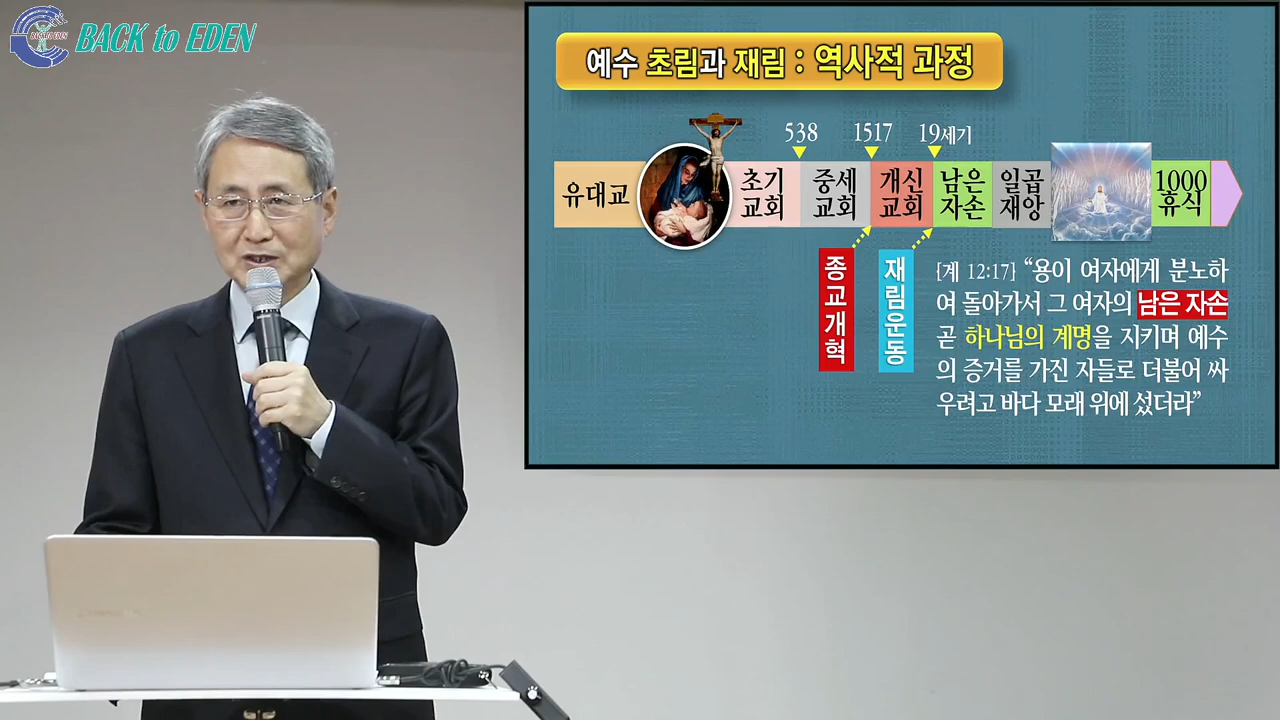 BACK to EDEN
예수 초림과 재림 : 역사적 과정
538
1517
19세기
유대교
초기
교회
중세
교회
개신
교회
남은
자손
일곱
재앙
1000
휴식
종교개혁
재림운동
[계 12:17] “용이 여자에게 분노하
여 돌아가서 그 여자의 남은 자손
곧 하나님의 계명을 지키며 예수
의 증거를 가진 자들로 더불어 싸
우려고 바다 모래 위에 섰더라”